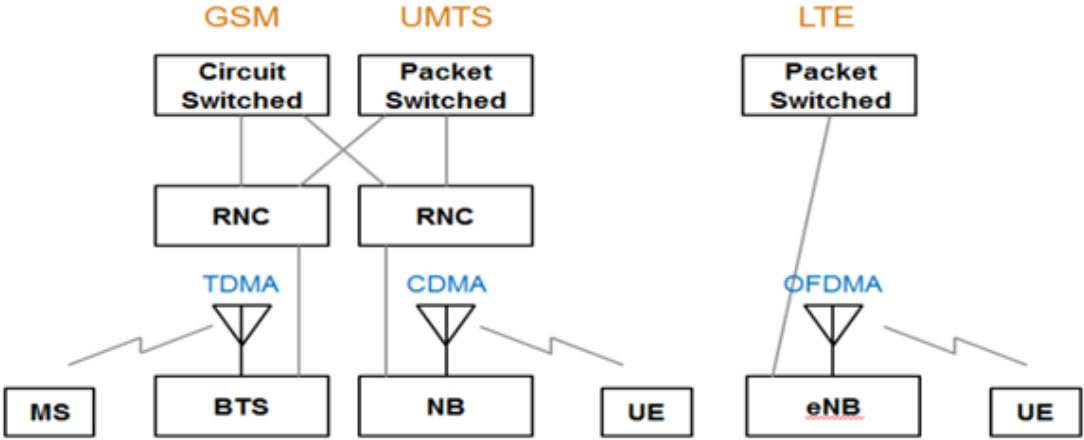 GSM
UMTS
LTE
Circuit
Switched
Packet
Switched
Packet
Switched
RNC
RNC
TDMA
CDMA
OFDMA
MS
BTS
NB
UE
eNB
UE